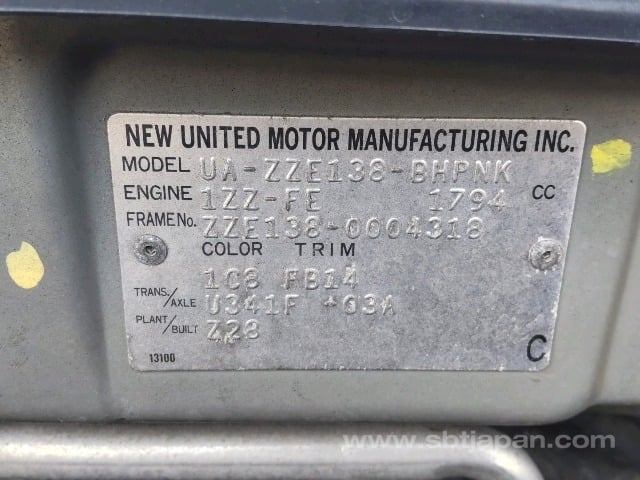 NEW UNITED MOTOR MANUFACTURING INC.
MODEL UA-ZZE138-BHPNK
ENGINE 1ZZ-FE 1794 CC
FRAME No. ZZE138-0004318
COLOR TRIM
1C8 FB14
TRANS./AXLE U341F *03A
PLANT/BUILT Z28
13100 C
www.sbtjapan.com